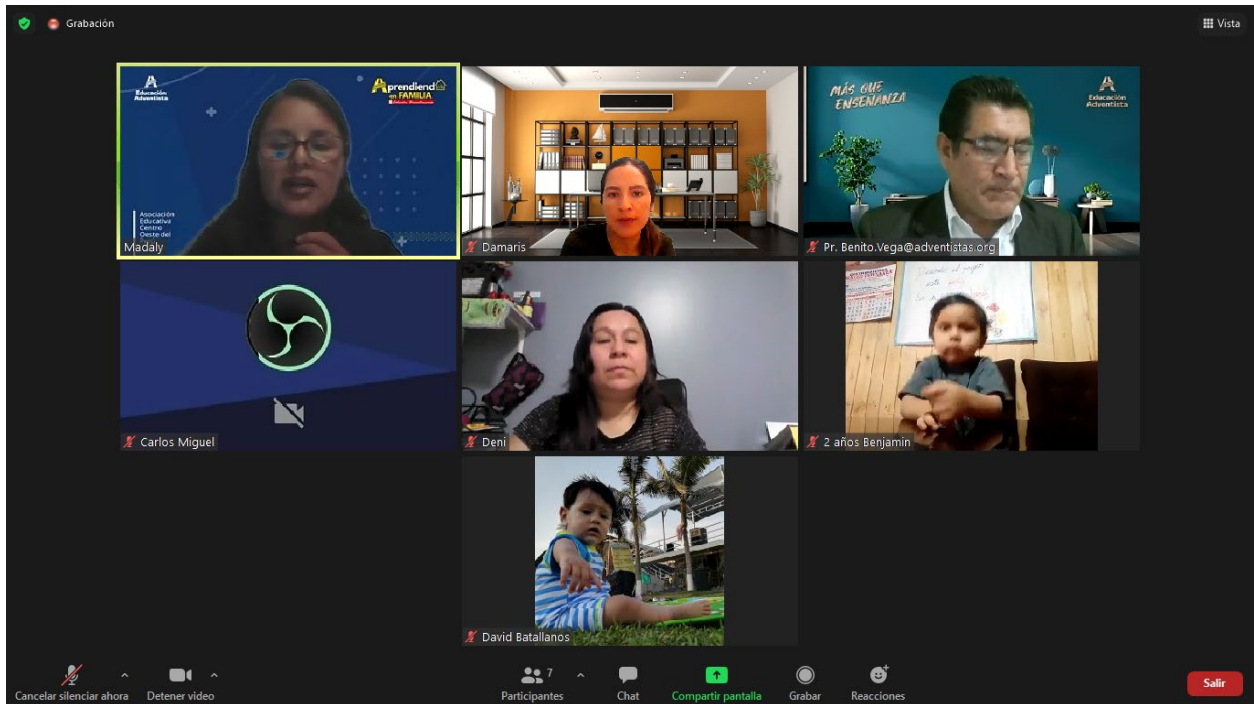 Grabación
Vista
Educación
Adventista
Aprendiendo
en FAMILIA
Asociación
Educativa
Centro
Oeste del
Madaly
Damaris
MÁS QUE
ENSEÑANZA
Educación
Adventista
Pr. Benito.Vega@adventistas.org
Carlos Miguel
Deni
2 años Benjamin
David Batallanos
Cancelar silenciar ahora
Detener video
7
Participantes
Chat
Compartir pantalla
Grabar
Reacciones
Salir